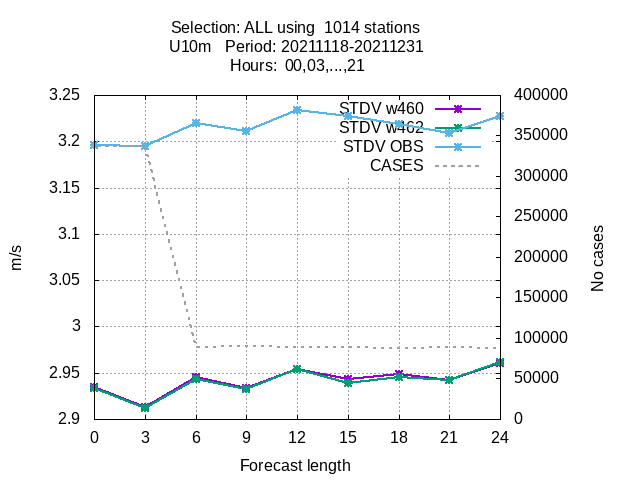 Selection: ALL using  1014 stations
U10m   Period: 20211118-20211231
Hours:  00,03,...,21
3.25
3.2
3.15
3.1
3.05
3
2.95
2.9
m/s
STDV w460
STDV w462
STDV OBS
CASES
400000
350000
300000
250000
200000
150000
100000
50000
0
No cases
0 3 6 9 12 15 18 21 24
Forecast length